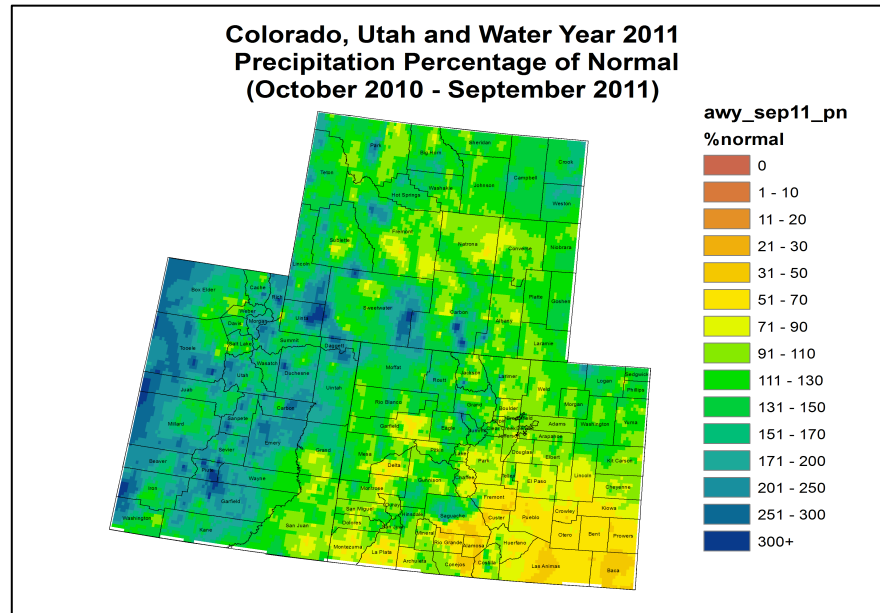 Colorado, Utah and Water Year 2011
Precipitation Percentage of Normal
(October 2010 - September 2011)
awy_sep11_pn
%normal
0
1 - 10
11 - 20
21 - 30
31 - 50
51 - 70
71 - 90
91 - 110
111 - 130
131 - 150
151 - 170
171 - 200
201 - 250
251 - 300
300+
Park
Big Horn
Sheridan
Crook
Teton
Washakie
Johnson
Campbell
Hot Springs
Weston
Fremont
Sublette
Natrona
Converse
Niobrara
Lincoln
Box Elder
Cache
Rich
Uinta
Sweetwater
Carbon
Platte
Goshen
Albany
Laramie
Weber
Davis
Morgan
Salt Lake
Summit
Daggett
Tooele
Wasatch
Duchesne
Utah
Uintah
Moffat
Routt
Jackson
Larimer
Weld
Logan
Sedgwick
Phillips
Morgan
Juab
Carbon
Rio Blanco
Grand
Boulder
Adams
Washington
Yuma
Millard
Sanpete
Emery
Grand
Garfield
Eagle
Arapahoe
Jefferson
Douglas
Elbert
Kit Carson
Sevier
Mesa
Pitkin
Lake
Park
Delta
Gunnison
Chaffee
Teller
El Paso
Lincoln
Cheyenne
Beaver
Piute
Wayne
Montrose
Fremont
Kiowa
Iron
Garfield
San Miguel
Ouray
Hinsdale
Saguache
Custer
Pueblo
Crowley
Dolores
San Juan
Mineral
Rio Grande
Alamosa
Huerfano
Otero
Bent
Prowers
Washington
Kane
San Juan
Montezuma
La Plata
Archuleta
Conejos
Costilla
Las Animas
Baca